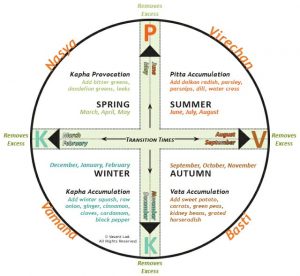 Removes
Excess
Nasya
P
Virechan
June
May
Kapha Provocation
Add bitter greens,
dandelion greens, leeks
SPRING
March, April, May
Pitta Accumulation
Add daikon redish, parsley,
parsnips, dill, water cress
SUMMER
June, July, August
Removes
Excess
K
March
February
TRANSITION TIMES
August
September
V
Removes
Excess
December, January, February
WINTER
Kapha Accumulation
Add winter squash, raw
onion, ginger, cinnamon,
cloves, cardamom,
black pepper
September, October, November
AUTUMN
Vata Accumulation
Add sweet potato,
carrots, green peas,
kidney beans, grated
horseradish
November
December
© Vasant Lad
All Rights Reserved
Vamana
K
Basti
Removes
Excess